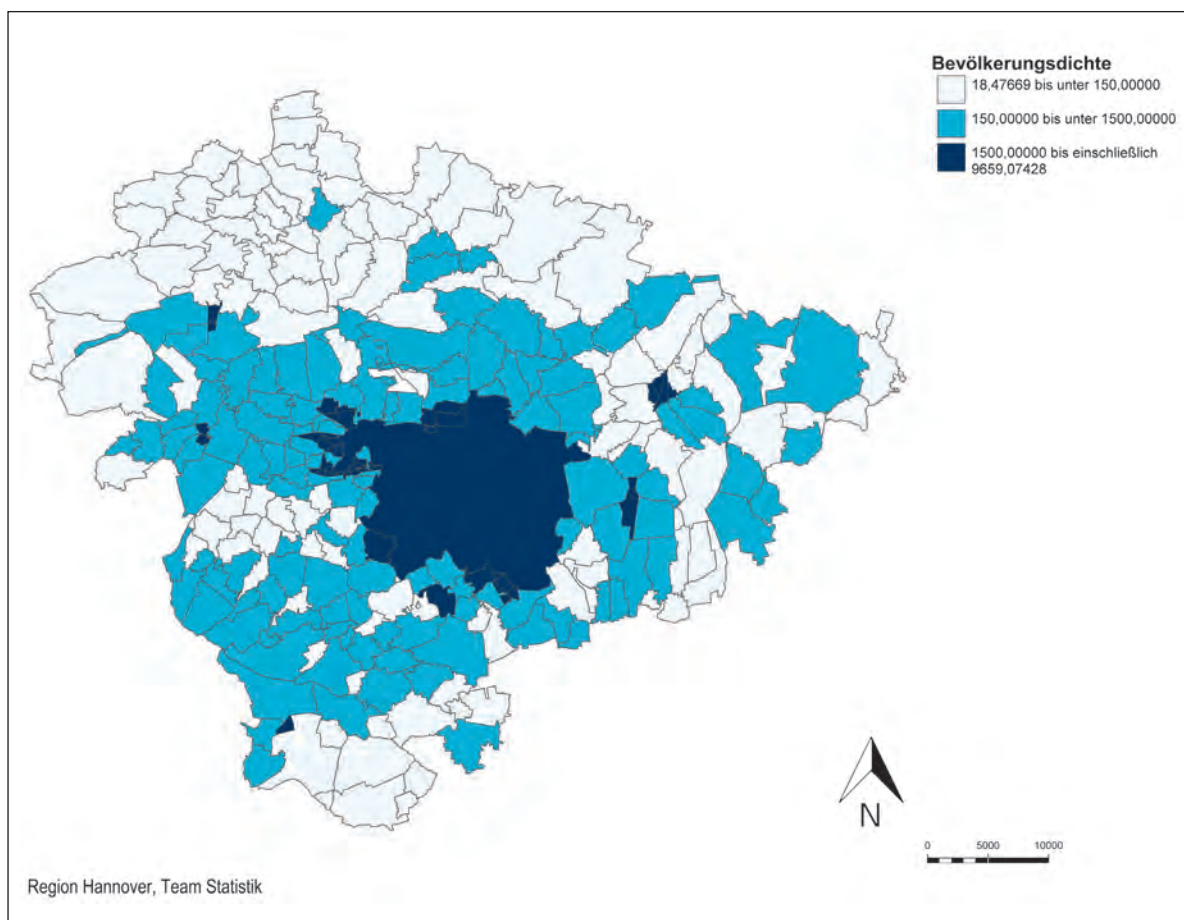 Bevölkerungsdichte
18,47669 bis unter 150,00000
150,00000 bis unter 1500,00000
1500,00000 bis einschließlich
9659,07428
N
0 5000 10000
Region Hannover, Team Statistik